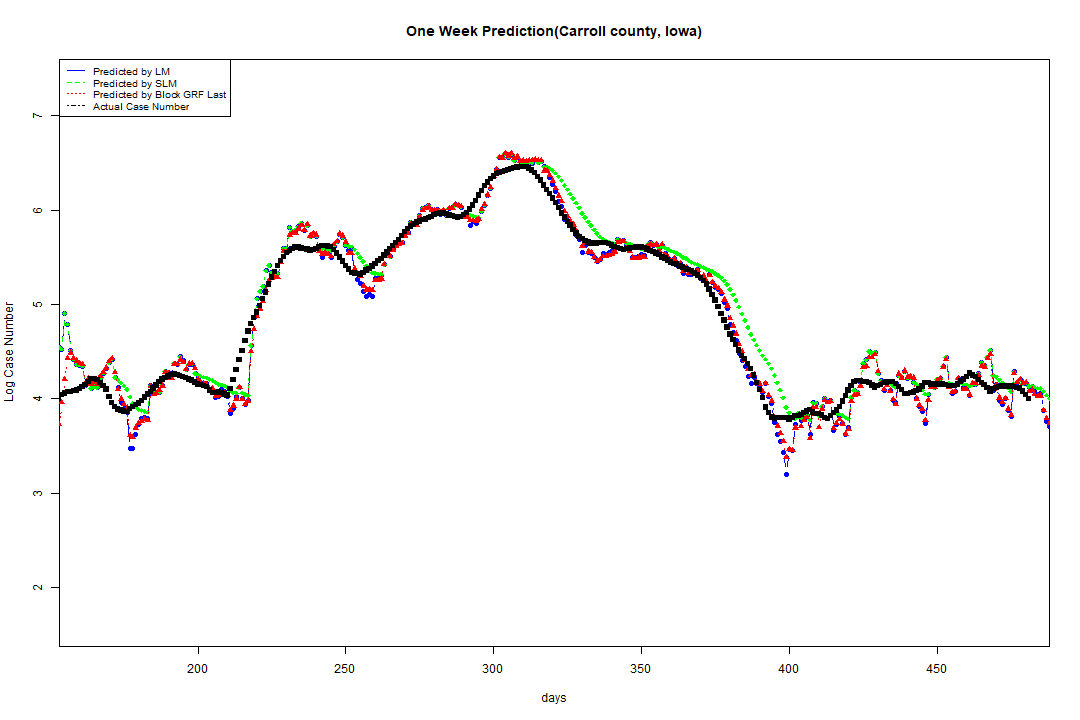 One Week Prediction(Carroll county, Iowa)
Predicted by LM
Predicted by SLM
Predicted by Block GRF Last
Actual Case Number
Log Case Number
7
6
5
4
3
2
200 250 300 350 400 450
days